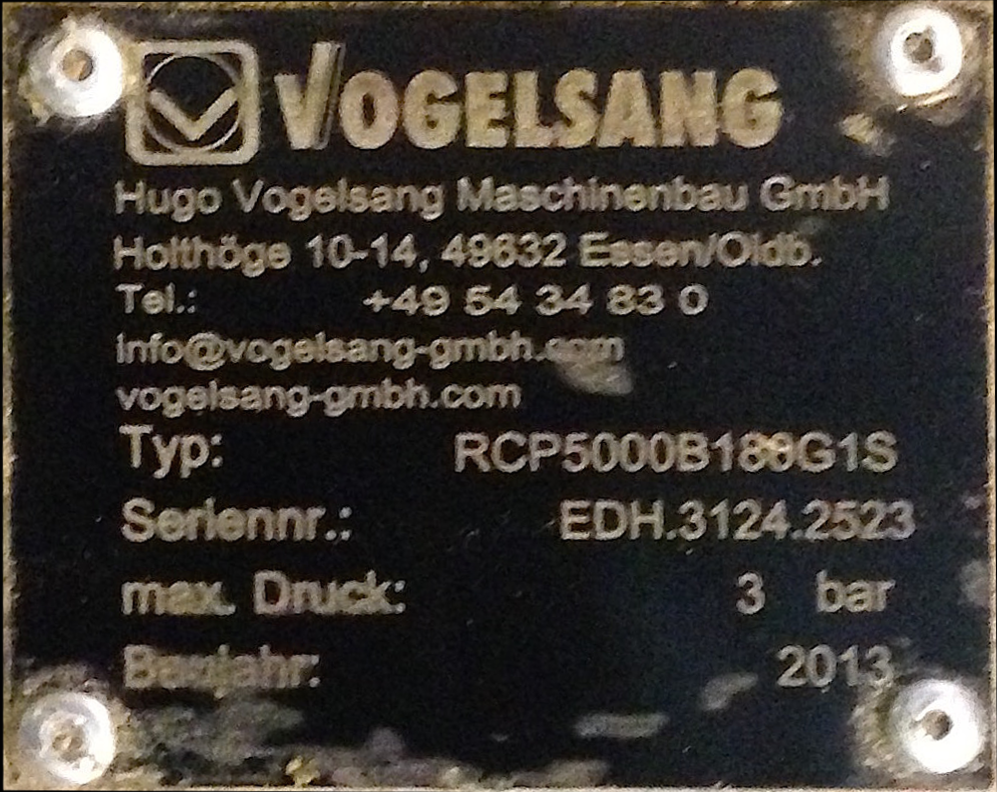 VOGELSANG
Hugo Vogelsang Maschinenbau GmbH
Holthöge 10-14, 49632 Essen/Oldb.
Tel.: +49 54 34 83 0
info@vogelsang-gmbh.com
vogelsang-gmbh.com
Typ:
Seriennr.: EDH.3124.2523
max. Druck: 3 bar
Baujahr: 2013